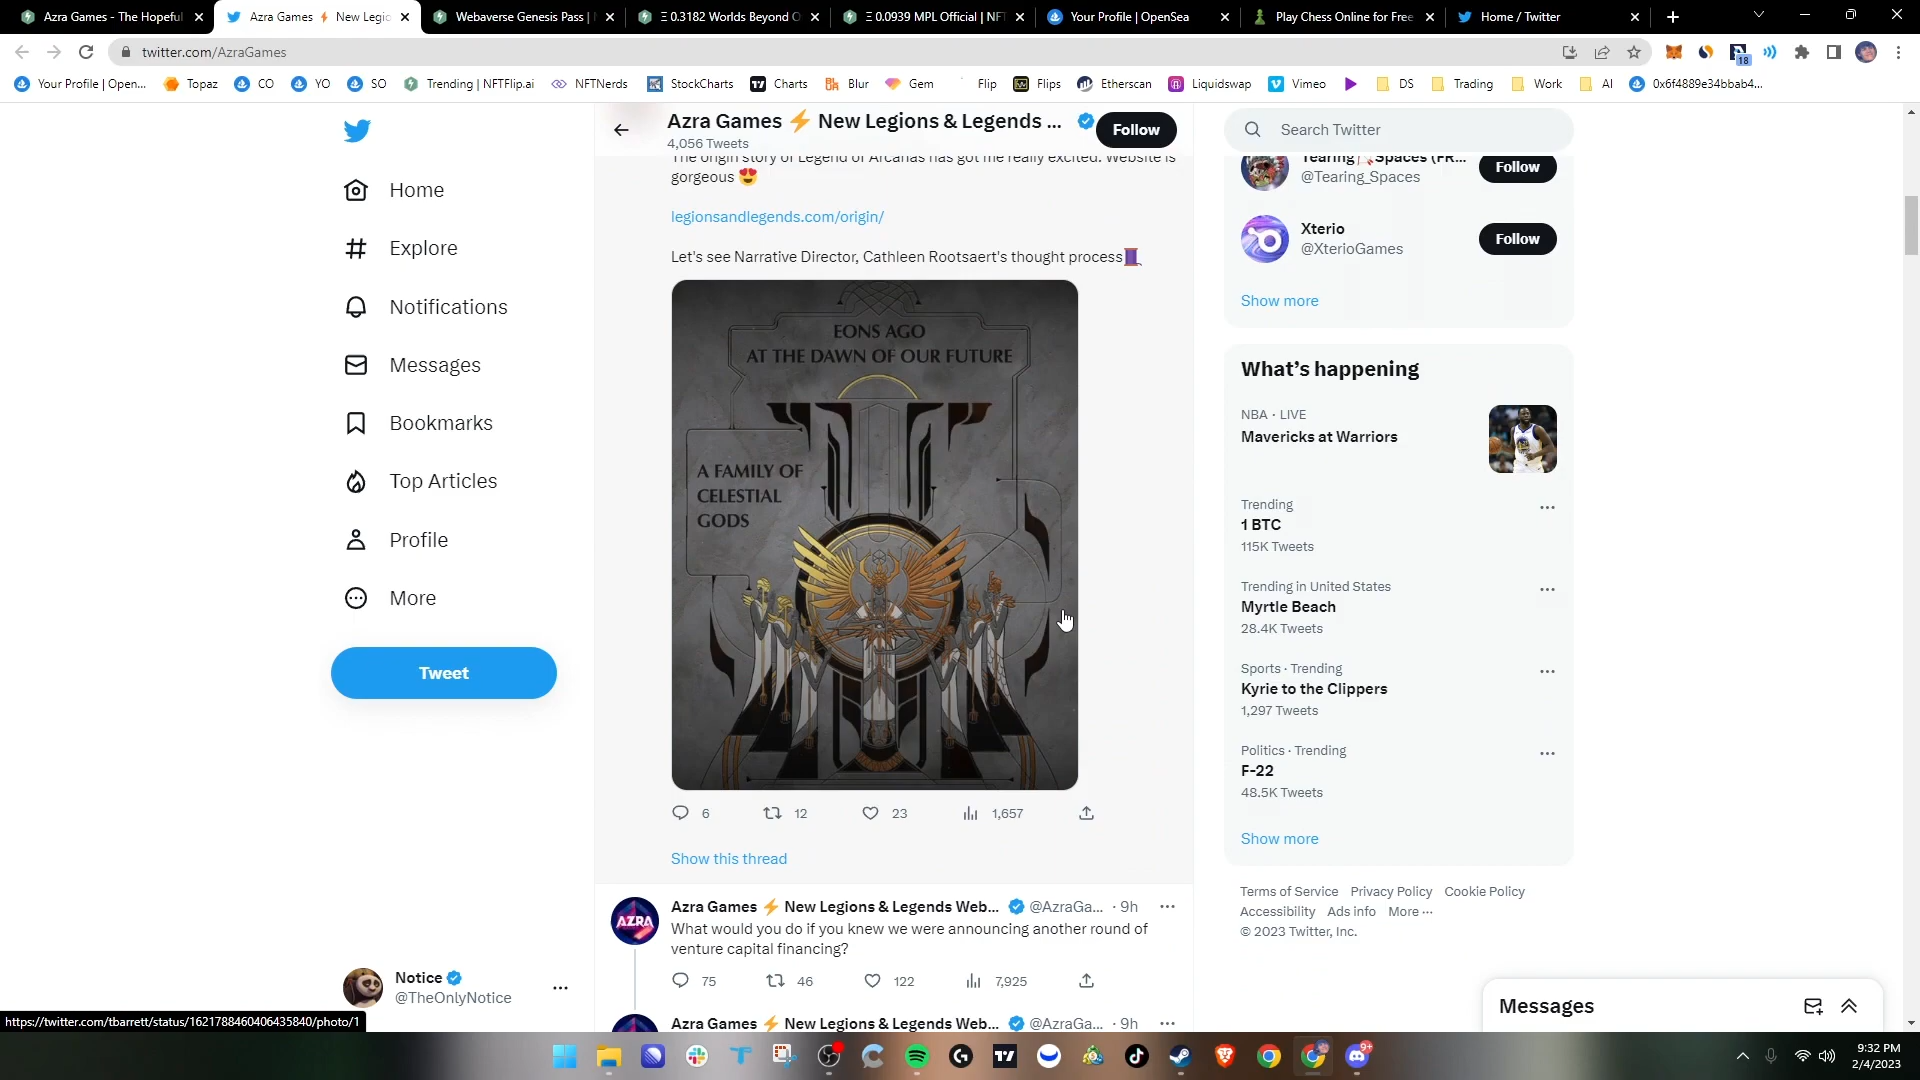 Azra Games - The Hopeful
Azra Games ⚡ New Legic
Webaverse Genesis Pass |
Ξ 0.3182 Worlds Beyond O
Ξ 0.0939 MPL Official | NF
Your Profile | OpenSea
Play Chess Online for Free
Home / Twitter
twitter.com/AzraGames
18
Your Profile | Open...
Topaz
CO
YO
SO
Trending | NFTFlip.ai
NFTNerds
StockCharts
Charts
Blur
Gem
Flip
Flips
Etherscan
Liquidswap
Vimeo
DS
Trading
Work
AI
0x6f4889e34bbab4...
Home
Explore
Notifications
Messages
Bookmarks
Top Articles
Profile
More
Tweet
Notice
@TheOnlyNotice
https://twitter.com/tbarrett/status/1621788460406435840/photo/1
Azra Games ⚡ New Legions & Legends ...
4,056 Tweets
Follow
The origin story of Legend of Arcanas has got me really excited. Website is
gorgeous 😍
legionsandlegends.com/origin/
Let's see Narrative Director, Cathleen Rootsaert's thought process🧵
EONS AGO
AT THE DAWN OF OUR FUTURE
A FAMILY OF
CELESTIAL
GODS
6
12
23
1,657
Show this thread
AZRA
Azra Games ⚡ New Legions & Legends Web... @AzraGa... · 9h
What would you do if you knew we were announcing another round of
venture capital financing?
75
46
122
7,925
Azra Games ⚡ New Legions & Legends Web... @AzraGa... · 9h
Search Twitter
Tearing Spaces (FR...
@Tearing_Spaces
Follow
Xterio
@XterioGames
Follow
Show more
What's happening
NBA · LIVE
Mavericks at Warriors
Trending
1 BTC
115K Tweets
Trending in United States
Myrtle Beach
28.4K Tweets
Sports · Trending
Kyrie to the Clippers
1,297 Tweets
Politics · Trending
F-22
48.5K Tweets
Show more
Terms of Service Privacy Policy Cookie Policy
Accessibility Ads info More ···
© 2023 Twitter, Inc.
Messages
9+
9:32 PM
2/4/2023